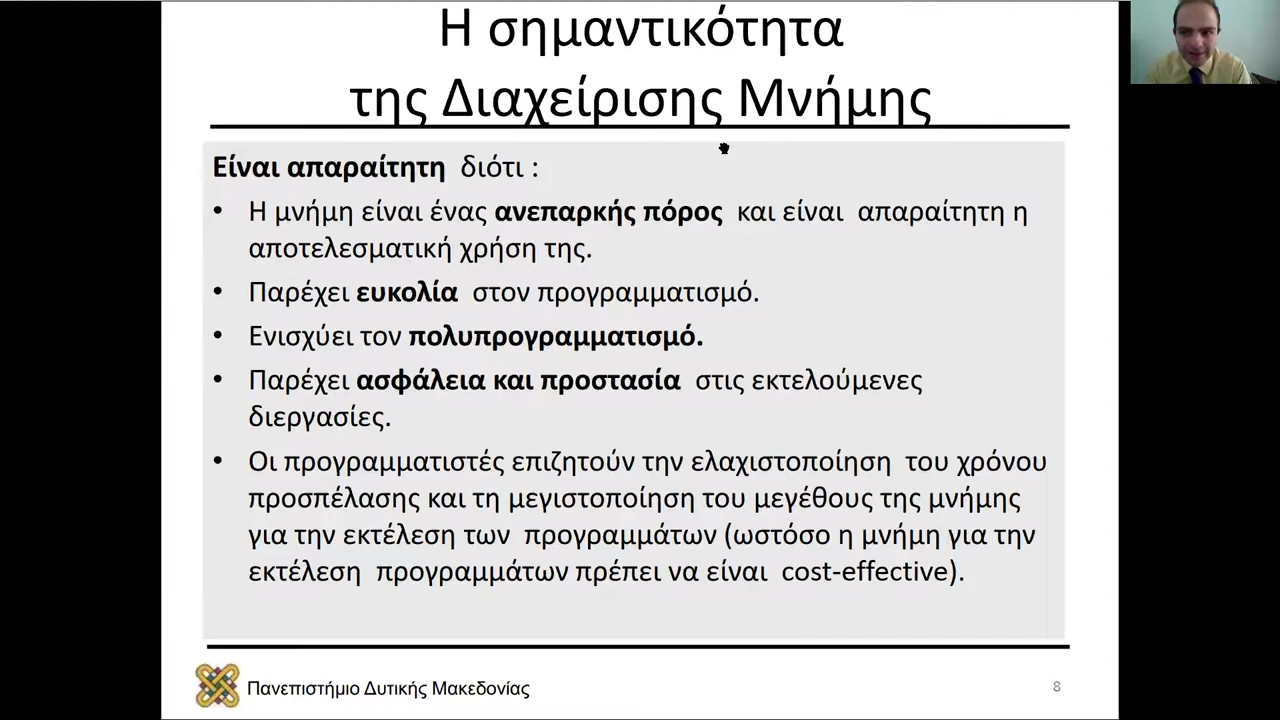 Η σημαντικότητα
της Διαχείρισης Μνήμης
Είναι απαραίτητη διότι :
• Η μνήμη είναι ένας ανεπαρκής πόρος και είναι απαραίτητη η
αποτελεσματική χρήση της.
• Παρέχει ευκολία στον προγραμματισμό.
• Ενισχύει τον πολυπρογραμματισμό.
• Παρέχει ασφάλεια και προστασία στις εκτελούμενες
διεργασίες.
• Οι προγραμματιστές επιζητούν την ελαχιστοποίηση του χρόνου
προσπέλασης και τη μεγιστοποίηση του μεγέθους της μνήμης
για την εκτέλεση των προγραμμάτων (ωστόσο η μνήμη για την
εκτέλεση προγραμμάτων πρέπει να είναι cost-effective).
Πανεπιστήμιο Δυτικής Μακεδονίας
8